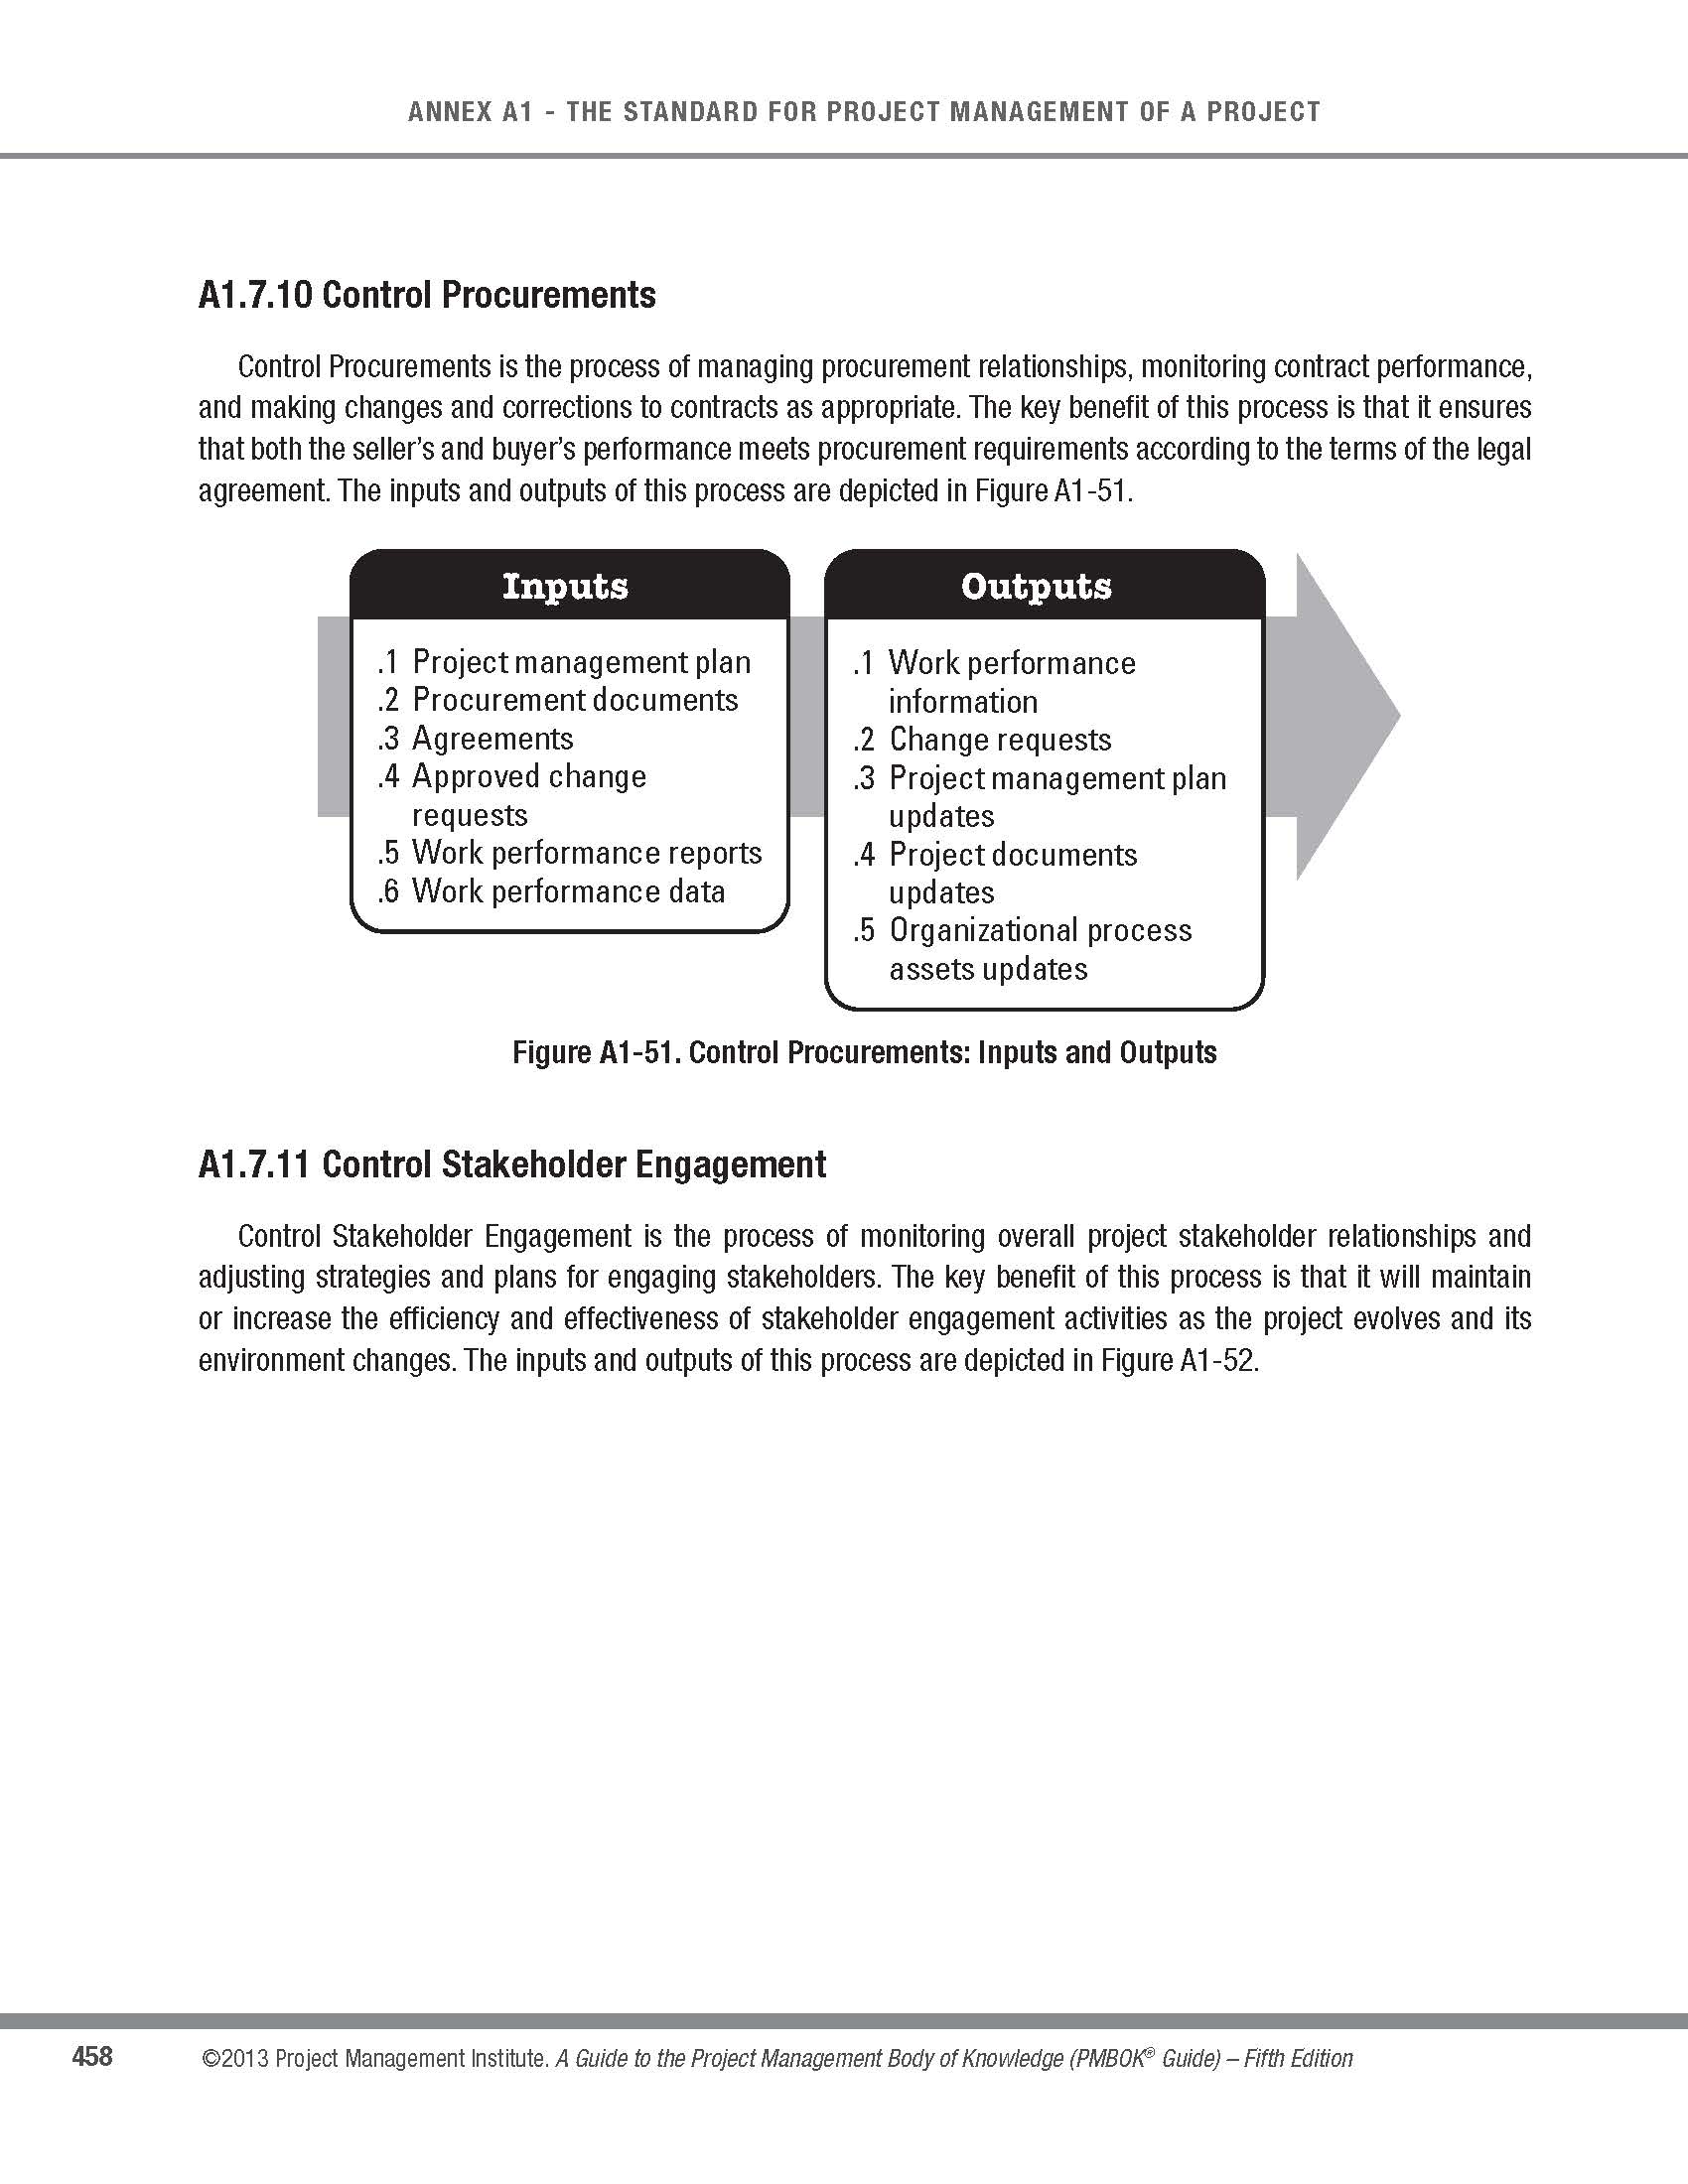 ANNEX A1 - THE STANDARD FOR PROJECT MANAGEMENT OF A PROJECT
A1.7.10 Control Procurements
Control Procurements is the process of managing procurement relationships, monitoring contract performance,
and making changes and corrections to contracts as appropriate. The key benefit of this process is that it ensures
that both the seller’s and buyer’s performance meets procurement requirements according to the terms of the legal
agreement. The inputs and outputs of this process are depicted in Figure A1-51.
Inputs
.1 Project management plan
.2 Procurement documents
.3 Agreements
.4 Approved change
requests
.5 Work performance reports
.6 Work performance data
Outputs
.1 Work performance
information
.2 Change requests
.3 Project management plan
updates
.4 Project documents
updates
.5 Organizational process
assets updates
Figure A1-51. Control Procurements: Inputs and Outputs
A1.7.11 Control Stakeholder Engagement
Control Stakeholder Engagement is the process of monitoring overall project stakeholder relationships and
adjusting strategies and plans for engaging stakeholders. The key benefit of this process is that it will maintain
or increase the efficiency and effectiveness of stakeholder engagement activities as the project evolves and its
environment changes. The inputs and outputs of this process are depicted in Figure A1-52.
458 ©2013 Project Management Institute. A Guide to the Project Management Body of Knowledge (PMBOK® Guide) – Fifth Edition